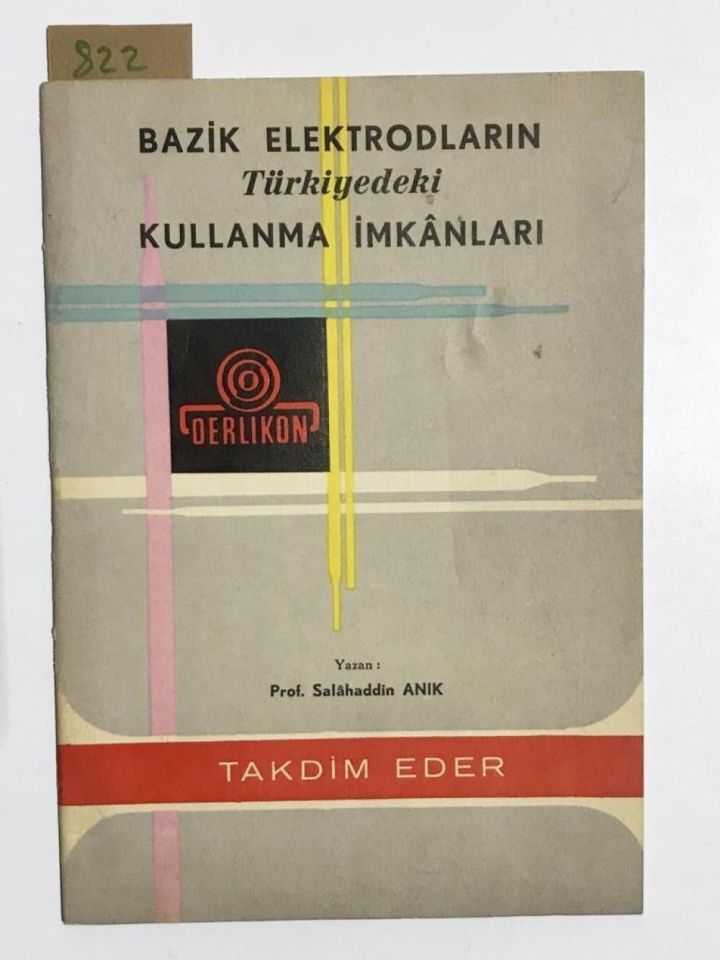 822
BAZİK ELEKTRODLARIN
Türkiyedeki
KULLANMA İMKÂNLARI
O
OERLIKON
Yazan :
Prof. Salâhaddin ANIK
TAKDİM EDER